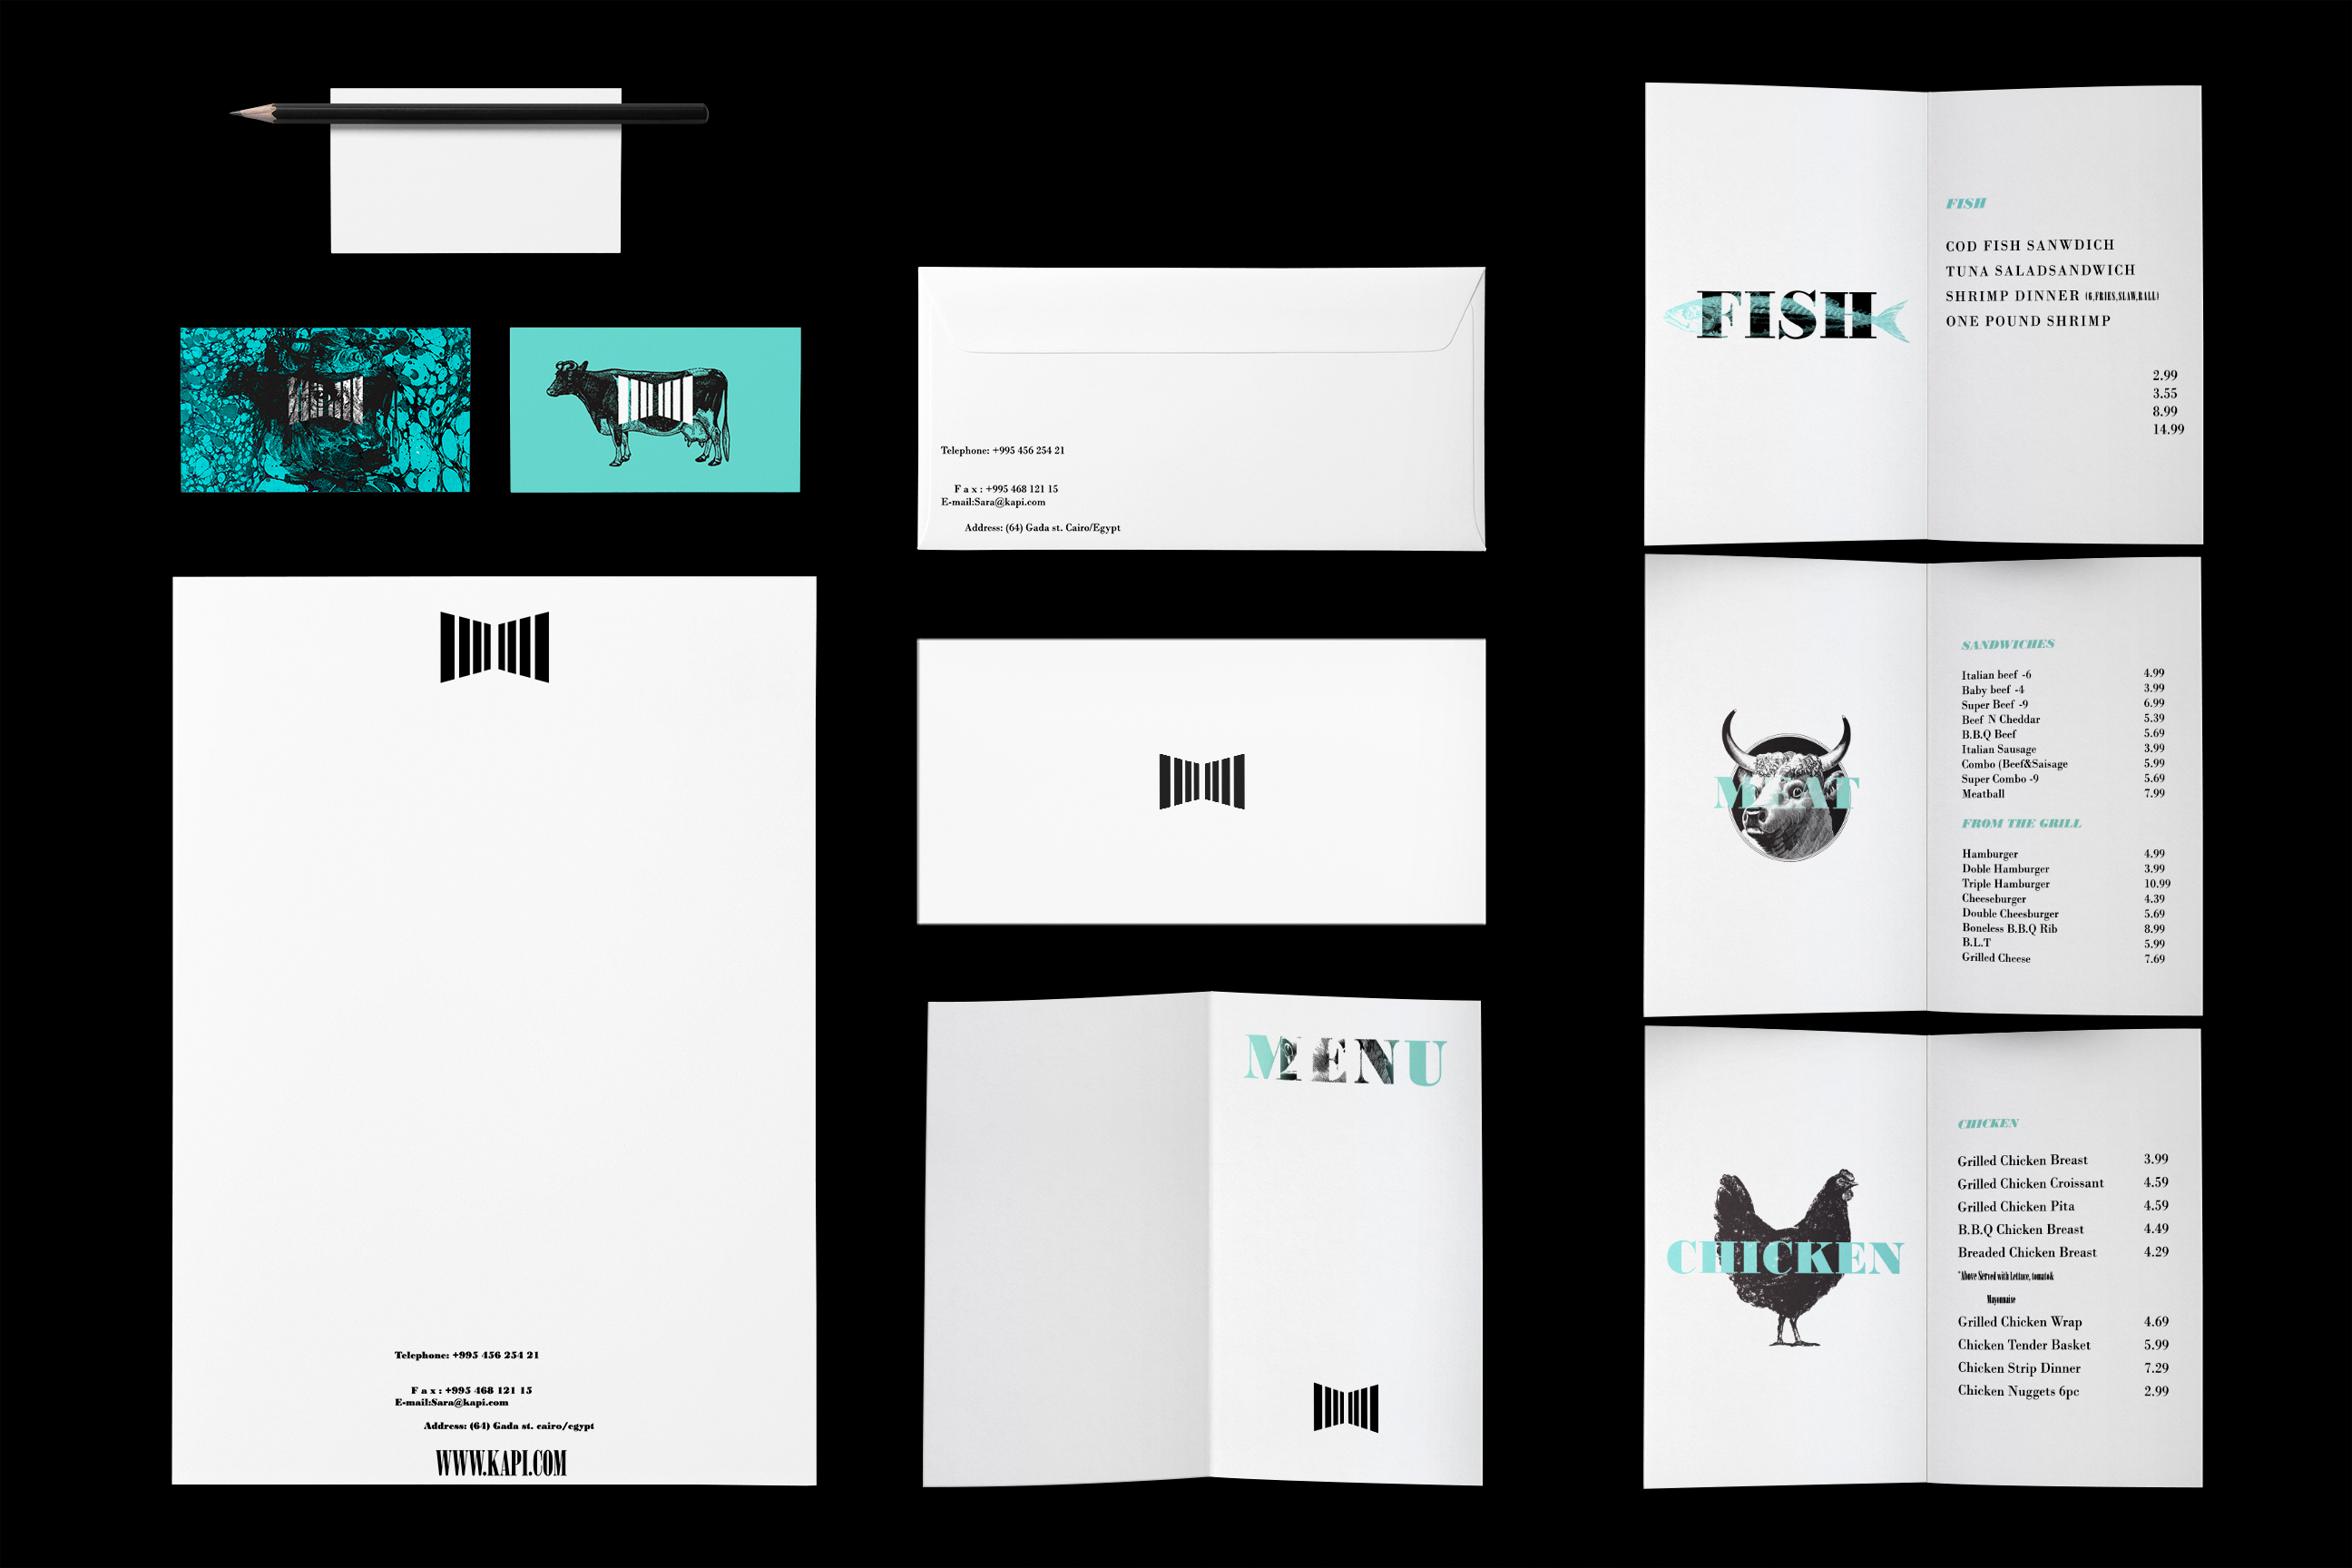 Telephone: +995 456 254 21
F a x : +995 468 121 15
E-mail:Sara@kapi.com
Address: (64) Gada st. cairo/egypt
WWW.KAPI.COM
Telephone: +995 456 254 21
F a x : +995 468 121 15
E-mail:Sara@kapi.com
Address: (64) Gada st. Cairo/Egypt
MENU
FISH
FISH
COD FISH SANWDICH
TUNA SALADSANDWICH
SHRIMP DINNER (6,FRIES,SLAW,BALL)
ONE POUND SHRIMP
2.99
3.55
8.99
14.99
MEAT
SANDWICHES
Italian beef -6 4.99
Baby beef -4 3.99
Super Beef -9 6.99
Beef N Cheddar 5.39
B.B.Q Beef 5.69
Italian Sausage 3.99
Combo (Beef&Saisage 5.99
Super Combo -9 5.69
Meatball 7.99
FROM THE GRILL
Hamburger 4.99
Doble Hamburger 3.99
Triple Hamburger 10.99
Cheeseburger 4.39
Double Cheesburger 5.69
Boneless B.B.Q Rib 8.99
B.L.T 5.99
Grilled Cheese 7.69
CHICKEN
CHICKEN
Grilled Chicken Breast 3.99
Grilled Chicken Croissant 4.59
Grilled Chicken Pita 4.59
B.B.Q Chicken Breast 4.49
Breaded Chicken Breast 4.29
*Above Served with Lettuce, tomato&
Mayonnaise
Grilled Chicken Wrap 4.69
Chicken Tender Basket 5.99
Chicken Strip Dinner 7.29
Chicken Nuggets 6pc 2.99